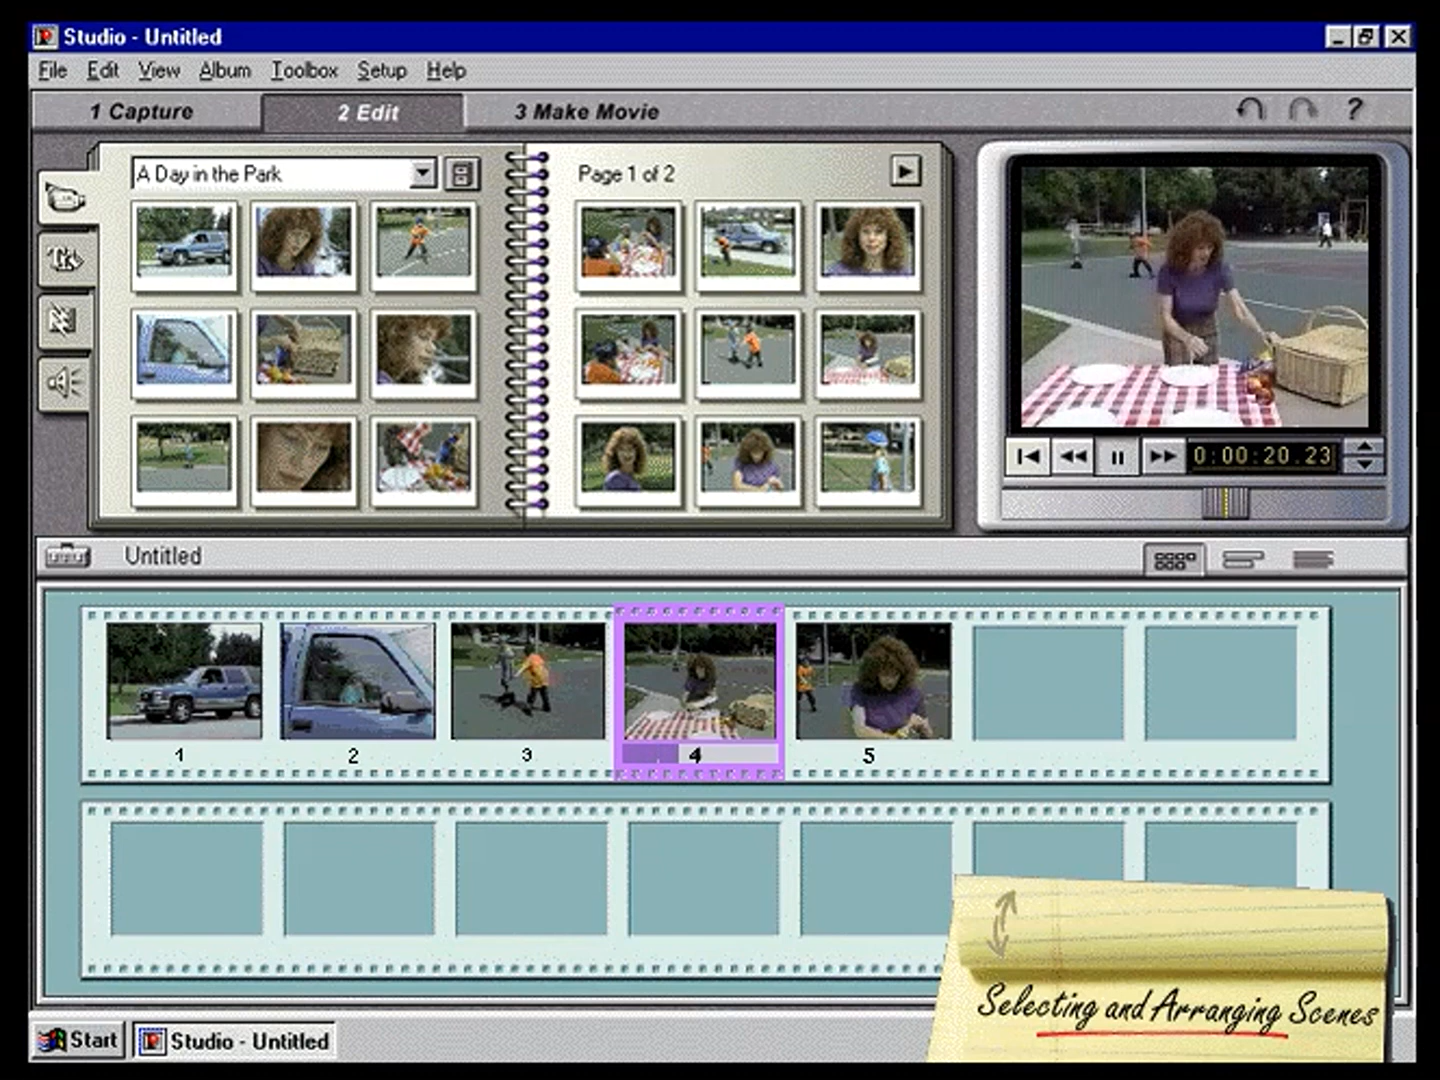 Studio - Untitled
File Edit View Album Toolbox Setup Help
1 Capture 2 Edit 3 Make Movie ?
A Day in the Park
Page 1 of 2
0:00:20.23
Untitled
1 2 3 4 5
Selecting and Arranging Scenes
Start Studio - Untitled